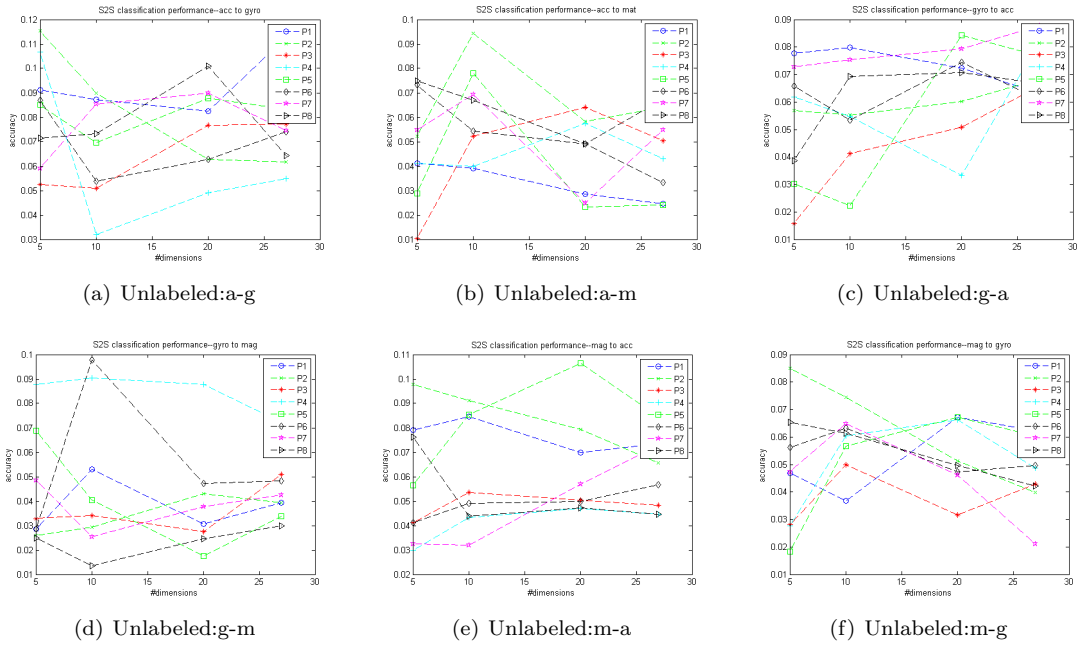 S2S classification performance--acc to gyro
0.12
0.11
0.1
0.09
0.08
0.07
0.06
0.05
0.04
0.03
accuracy
5
10
15
20
25
30
#dimensions
P1
P2
P3
P4
P5
P6
P7
P8
(a) Unlabeled:a-g
S2S classification performance--acc to mat
0.1
0.09
0.08
0.07
0.06
0.05
0.04
0.03
0.02
0.01
accuracy
5
10
15
20
25
30
#dimensions
P1
P2
P3
P4
P5
P6
P7
P8
(b) Unlabeled:a-m
S2S classification performance--gyro to acc
0.09
0.08
0.07
0.06
0.05
0.04
0.03
0.02
0.01
accuracy
5
10
15
20
25
30
#dimensions
P1
P2
P3
P4
P5
P6
P7
P8
(c) Unlabeled:g-a
S2S classification performance--gyro to mag
0.1
0.09
0.08
0.07
0.06
0.05
0.04
0.03
0.02
0.01
accuracy
5
10
15
20
25
30
#dimensions
P1
P2
P3
P4
P5
P6
P7
P8
(d) Unlabeled:g-m
S2S classification performance--mag to acc
0.11
0.1
0.09
0.08
0.07
0.06
0.05
0.04
0.03
0.02
accuracy
5
10
15
20
25
30
#dimensions
P1
P2
P3
P4
P5
P6
P7
P8
(e) Unlabeled:m-a
S2S classification performance--mag to gyro
0.09
0.08
0.07
0.06
0.05
0.04
0.03
0.02
0.01
accuracy
5
10
15
20
25
30
#dimensions
P1
P2
P3
P4
P5
P6
P7
P8
(f) Unlabeled:m-g